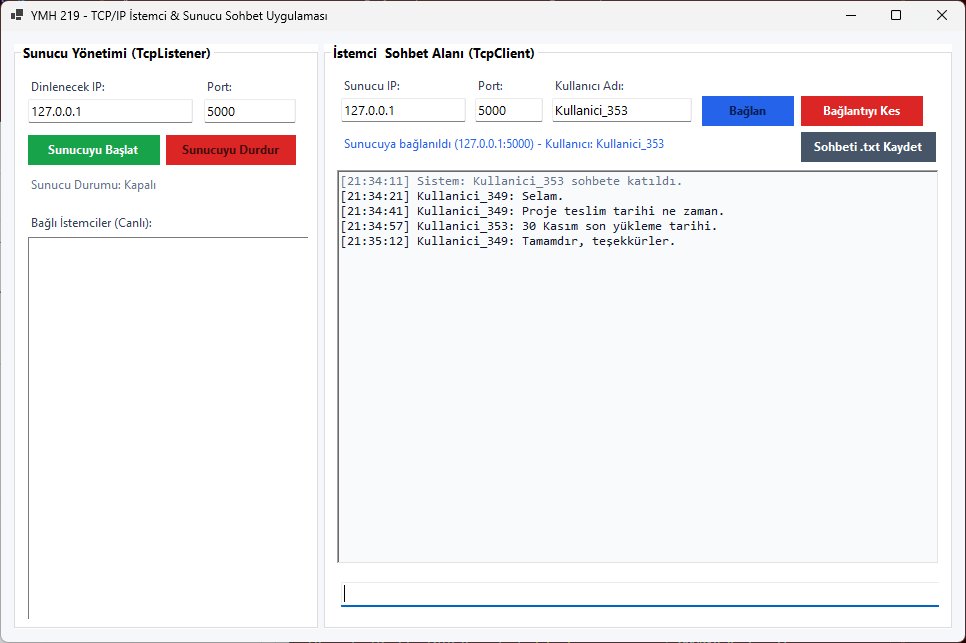 YMH 219 - TCP/IP İstemci & Sunucu Sohbet Uygulaması
Sunucu Yönetimi (TcpListener)
Dinlenecek IP:
Port:
127.0.0.1
5000
Sunucuyu Başlat
Sunucuyu Durdur
Sunucu Durumu: Kapalı
Bağlı İstemciler (Canlı):
İstemci  Sohbet Alanı (TcpClient)
Sunucu IP:
Port:
Kullanıcı Adı:
127.0.0.1
5000
Kullanici_353
Bağlan
Bağlantıyı Kes
Sunucuya bağlanıldı (127.0.0.1:5000) - Kullanıcı: Kullanici_353
Sohbeti .txt Kaydet
[21:34:11] Sistem: Kullanici_353 sohbete katıldı.
[21:34:21] Kullanici_349: Selam.
[21:34:41] Kullanici_349: Proje teslim tarihi ne zaman.
[21:34:57] Kullanici_353: 30 Kasım son yükleme tarihi.
[21:35:12] Kullanici_349: Tamamdır, teşekkürler.